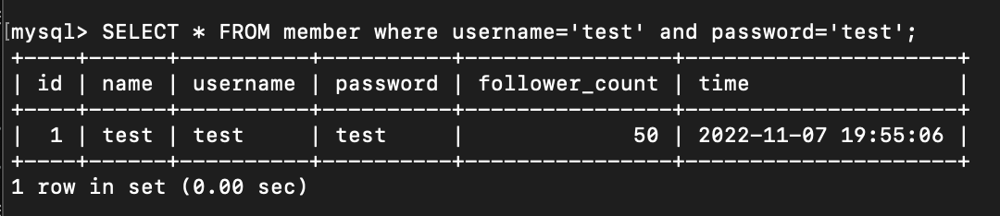 [mysql> SELECT * FROM member where username='test' and password='test';
+----+------+----------+----------+----------------+---------------------+
| id | name | username | password | follower_count | time                |
+----+------+----------+----------+----------------+---------------------+
|  1 | test | test     | test     |             50 | 2022-11-07 19:55:06 |
+----+------+----------+----------+----------------+---------------------+
1 row in set (0.00 sec)